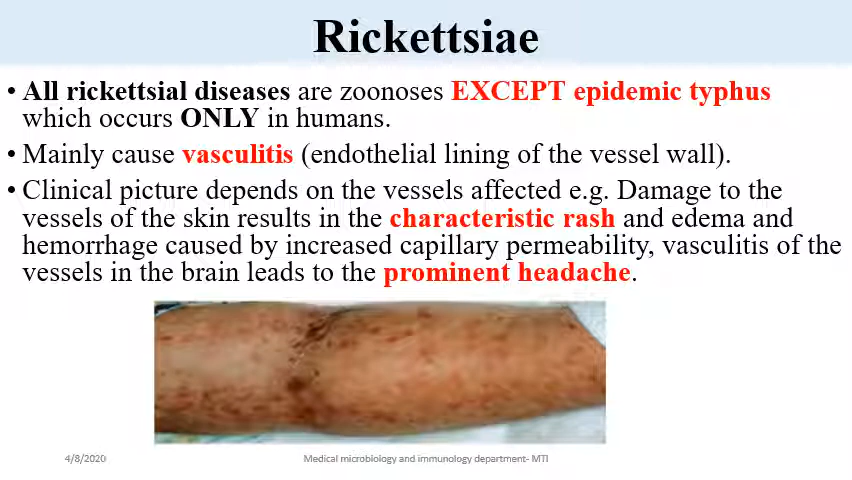 Rickettsiae
• All rickettsial diseases are zoonoses EXCEPT epidemic typhus
which occurs ONLY in humans.
• Mainly cause vasculitis (endothelial lining of the vessel wall).
• Clinical picture depends on the vessels affected e.g. Damage to the
vessels of the skin results in the characteristic rash and edema and
hemorrhage caused by increased capillary permeability, vasculitis of the
vessels in the brain leads to the prominent headache.
4/8/2020
Medical microbiology and immunology department- MTI